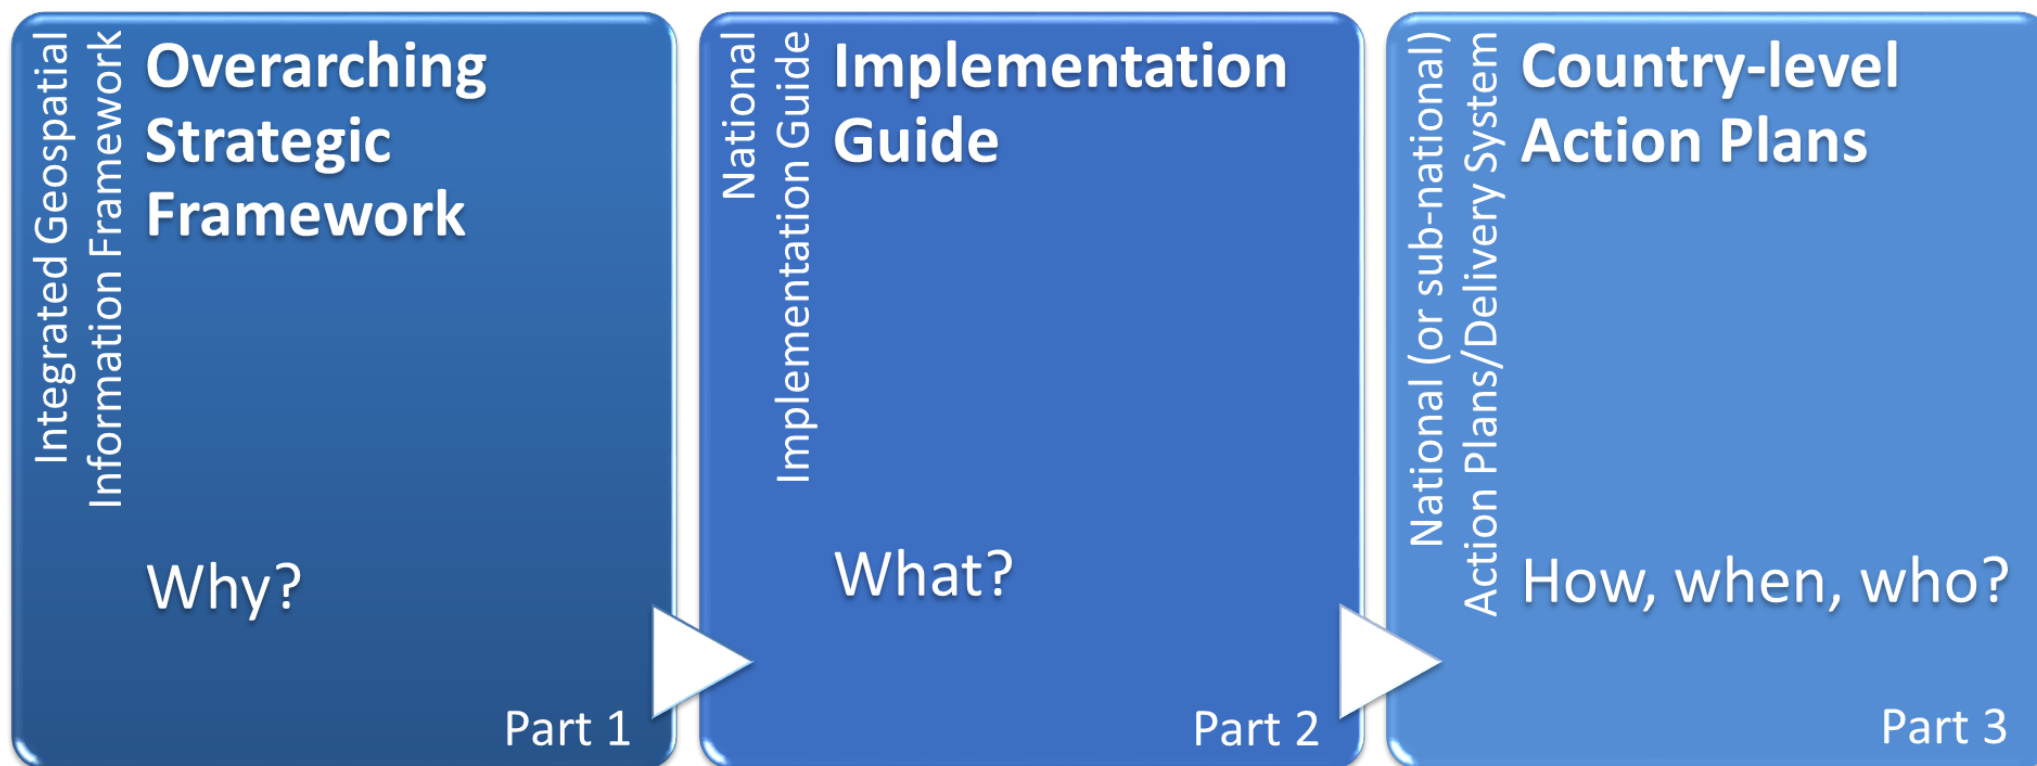 Integrated Geospatial
Information Framework
Overarching
Strategic
Framework
Why?
Part 1
National
Implementation Guide
Implementation
Guide
What?
Part 2
National (or sub-national)
Action Plans/Delivery System
Country-level
Action Plans
How, when, who?
Part 3